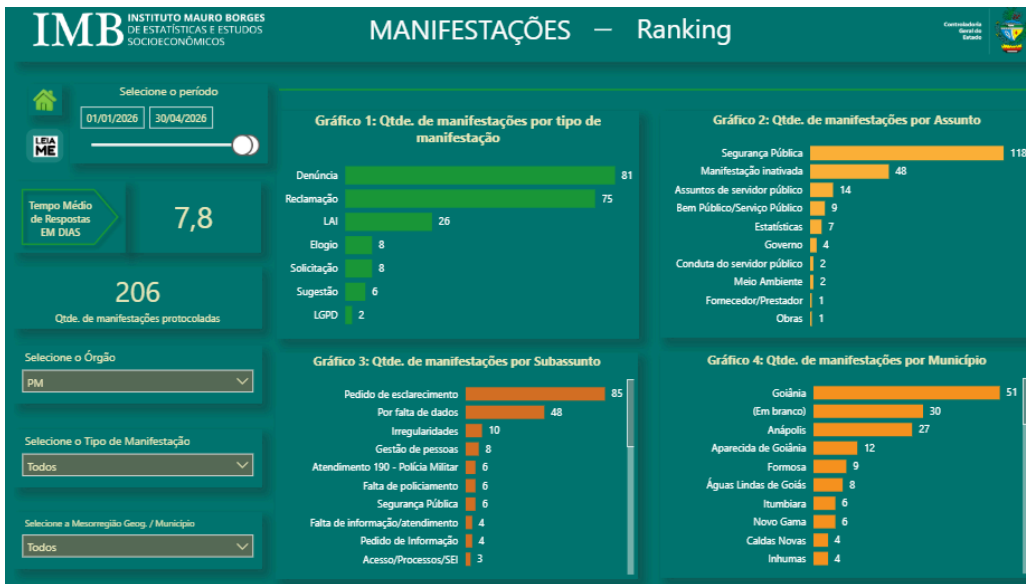 IMB INSTITUTO MAURO BORGES
DE ESTATÍSTICAS E ESTUDOS
SOCIOECONÔMICOS
MANIFESTAÇÕES — Ranking
Controladoria
Geral do
Estado
Selecione o período
01/01/2026 30/04/2026
LEIA
ME
Tempo Médio
de Respostas
EM DIAS
7,8
206
Qtde. de manifestações protocoladas
Selecione o Órgão
PM
Selecione o Tipo de Manifestação
Todos
Selecione a Mesorregião Geog. / Município
Todos
Gráfico 1: Qtde. de manifestações por tipo de
manifestação
Denúncia 81
Reclamação 75
LAI 26
Elogio 8
Solicitação 8
Sugestão 6
LGPD 2
Gráfico 2: Qtde. de manifestações por Assunto
Segurança Pública 118
Manifestação inativada 48
Assuntos de servidor público 14
Bem Público/Serviço Público 9
Estatísticas 7
Governo 4
Conduta do servidor público 2
Meio Ambiente 2
Fornecedor/Prestador 1
Obras 1
Gráfico 3: Qtde. de manifestações por Subassunto
Pedido de esclarecimento 85
Por falta de dados 48
Irregularidades 10
Gestão de pessoas 8
Atendimento 190 - Polícia Militar 6
Falta de policiamento 6
Segurança Pública 6
Falta de informação/atendimento 4
Pedido de Informação 4
Acesso/Processos/SEI 3
Gráfico 4: Qtde. de manifestações por Município
Goiânia 51
(Em branco) 30
Anápolis 27
Aparecida de Goiânia 12
Formosa 9
Águas Lindas de Goiás 8
Itumbiara 6
Novo Gama 6
Caldas Novas 4
Inhumas 4